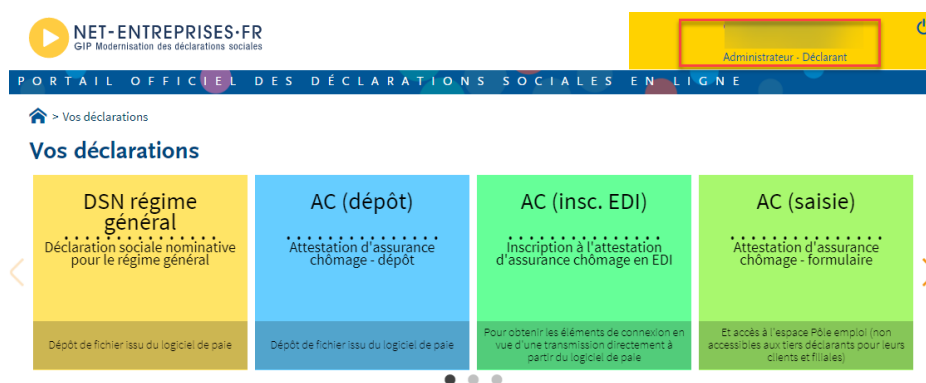 NET-ENTREPRISES·FR
GIP Modernisation des déclarations sociales
Administrateur - Déclarant
PORTAIL OFFICIEL DES DÉCLARATIONS SOCIALES EN LIGNE
> Vos déclarations
Vos déclarations
DSN régime
général
Déclaration sociale nominative
pour le régime général
Dépôt de fichier issu du logiciel de paie
AC (dépôt)
Attestation d'assurance
chômage - dépôt
Dépôt de fichier issu du logiciel de paie
AC (insc. EDI)
Inscription à l'attestation
d'assurance chômage en EDI
Pour obtenir les éléments de connexion en
vue d'une transmission directement à
partir du logiciel de paie
AC (saisie)
Attestation d'assurance
chômage - formulaire
Et accès à l'espace Pôle emploi (non
accessibles aux tiers déclarants pour leurs
clients et filiales)